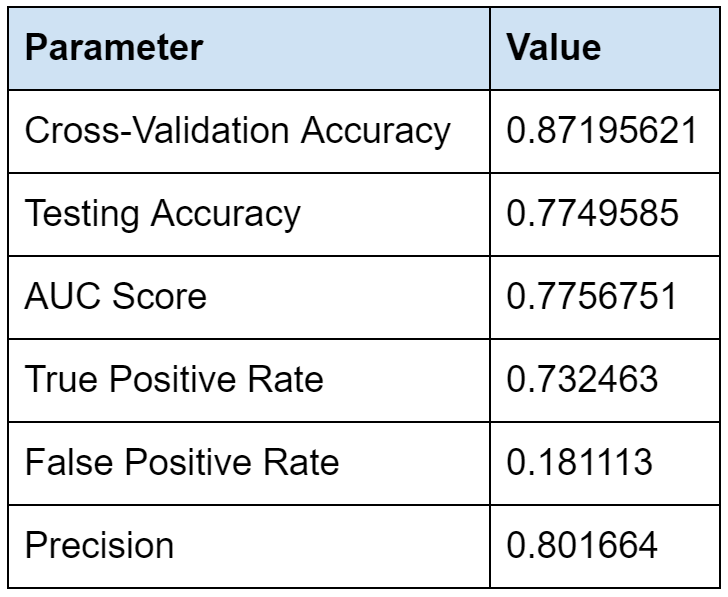 Parameter Value
Cross-Validation Accuracy 0.87195621
Testing Accuracy 0.7749585
AUC Score 0.7756751
True Positive Rate 0.732463
False Positive Rate 0.181113
Precision 0.801664